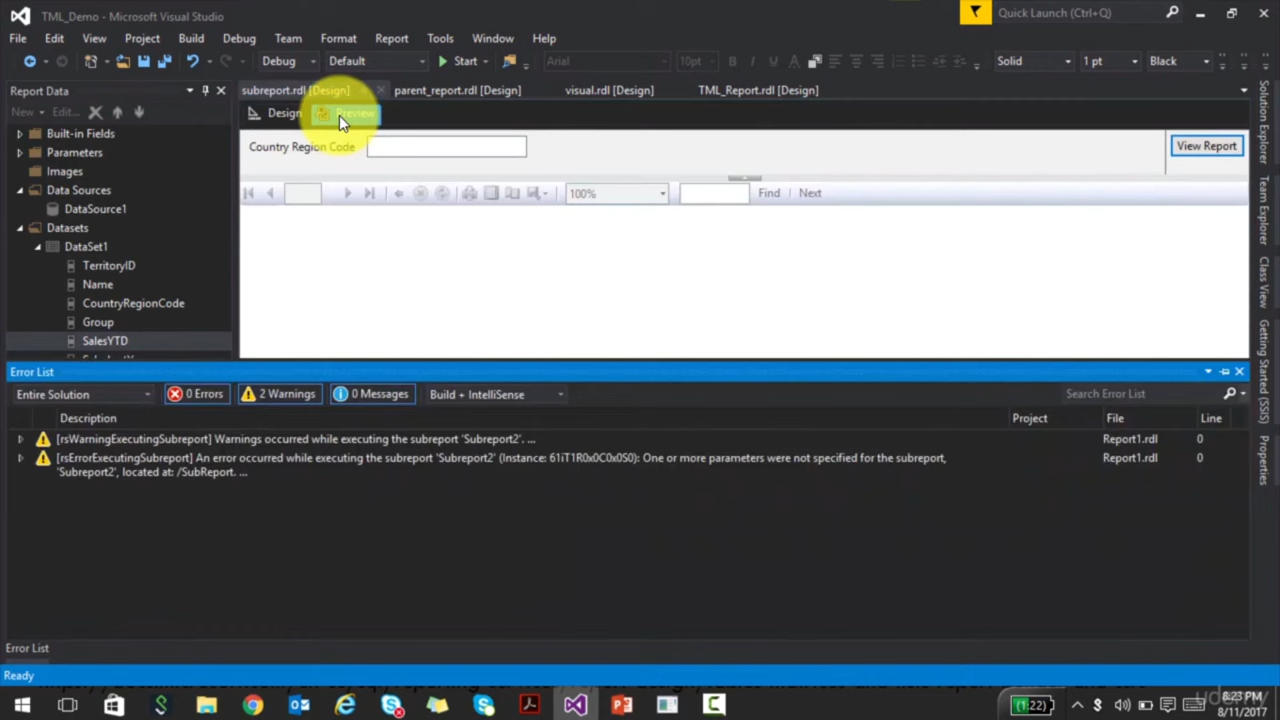 TML_Demo - Microsoft Visual Studio
Quick Launch (Ctrl+Q)
File Edit View Project Build Debug Team Format Report Tools Window Help
Debug Default Start Arial 10pt B I U A Solid 1 pt Black
Report Data
subreport.rdl [Design] parent_report.rdl [Design] visual.rdl [Design] TML_Report.rdl [Design]
New Edit...
Design Preview
Built-in Fields
Parameters
Images
Data Sources
DataSource1
Datasets
DataSet1
TerritoryID
Name
CountryRegionCode
Group
SalesYTD
Country Region Code
View Report
100% Find | Next
Solution Explorer
Team Explorer
Class View
Getting Started (SSIS)
Properties
Error List
Entire Solution 0 Errors 2 Warnings 0 Messages Build + IntelliSense Search Error List
Description Project File Line
[rsWarningExecutingSubreport] Warnings occurred while executing the subreport 'Subreport2'. ... Report1.rdl 0
[rsErrorExecutingSubreport] An error occurred while executing the subreport 'Subreport2' (Instance: 61iT1R0x0C0x0S0): One or more parameters were not specified for the subreport, Report1.rdl 0
'Subreport2', located at: /SubReport. ...
Error List
Ready
(1:22) 8:23 PM
8/11/2017
udemy